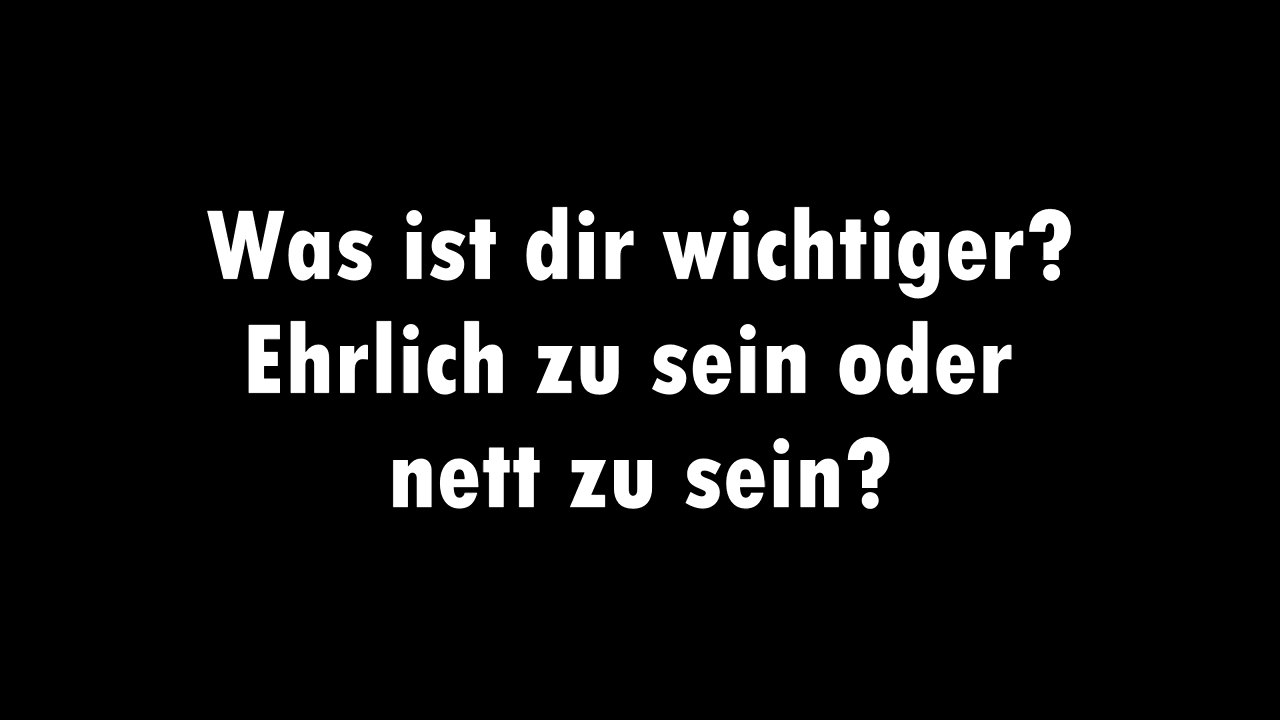 Was ist dir wichtiger?
Ehrlich zu sein oder
nett zu sein?